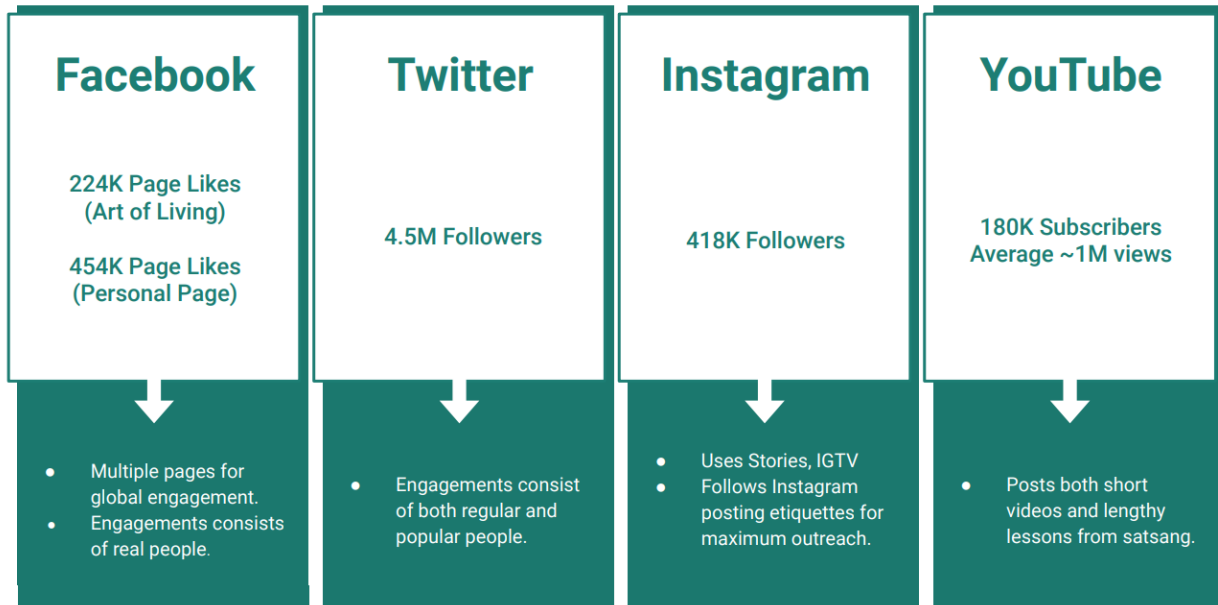 Facebook
224K Page Likes
(Art of Living)
454K Page Likes
(Personal Page)
● Multiple pages for
global engagement.
● Engagements consists
of real people.
Twitter
4.5M Followers
● Engagements consist
of both regular and
popular people.
Instagram
418K Followers
● Uses Stories, IGTV
● Follows Instagram
posting etiquettes for
maximum outreach.
YouTube
180K Subscribers
Average ~1M views
● Posts both short
videos and lengthy
lessons from satsang.